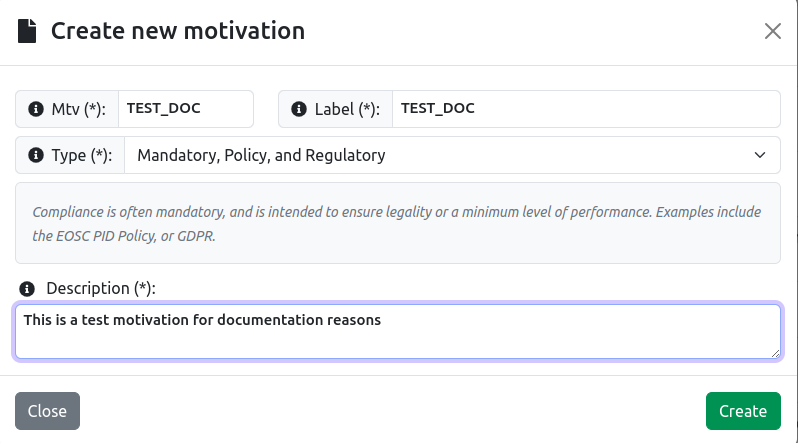 Create new motivation
Mtv (*): TEST_DOC Label (*): TEST_DOC
Type (*): Mandatory, Policy, and Regulatory
Compliance is often mandatory, and is intended to ensure legality or a minimum level of performance. Examples include
the EOSC PID Policy, or GDPR.
Description (*):
This is a test motivation for documentation reasons
Close Create